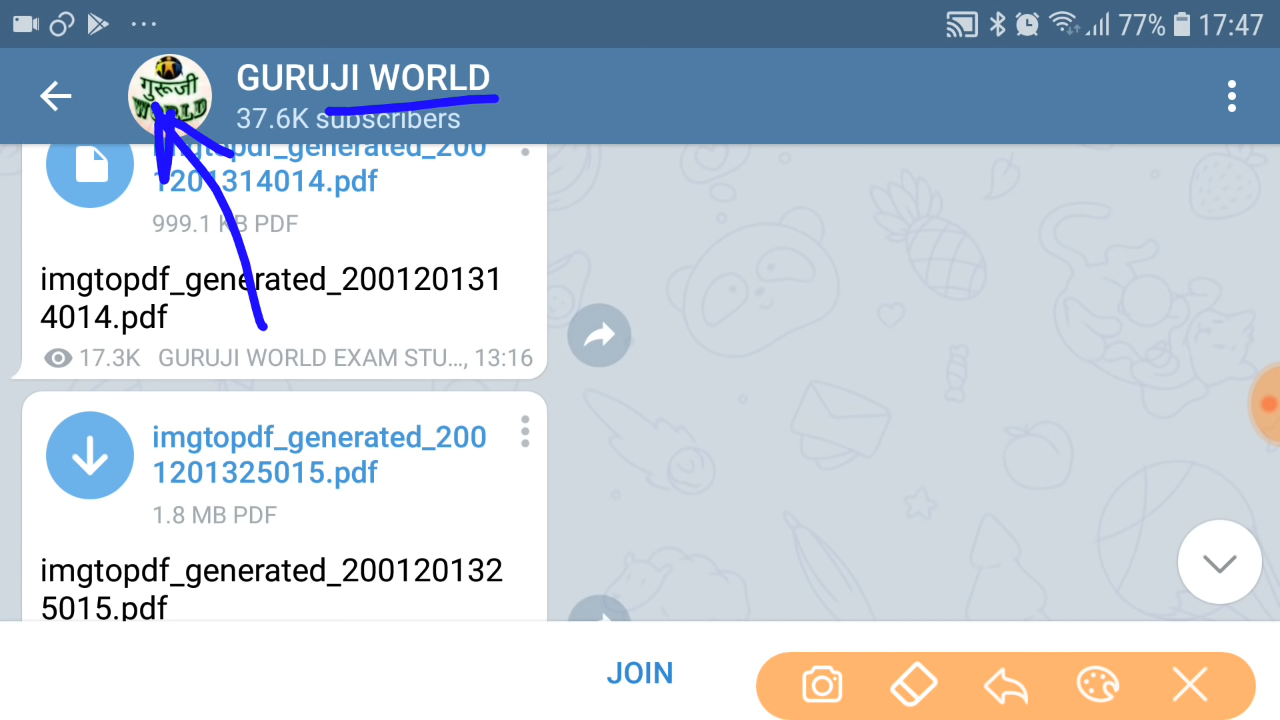 77% 17:47
गुरूजी
WORLD
GURUJI WORLD
37.6K subscribers
imgtopdf_generated_200
1201314014.pdf
999.1 KB PDF
imgtopdf_generated_200120131
4014.pdf
17.3K GURUJI WORLD EXAM STU..., 13:16
imgtopdf_generated_200
1201325015.pdf
1.8 MB PDF
imgtopdf_generated_200120132
5015.pdf
JOIN